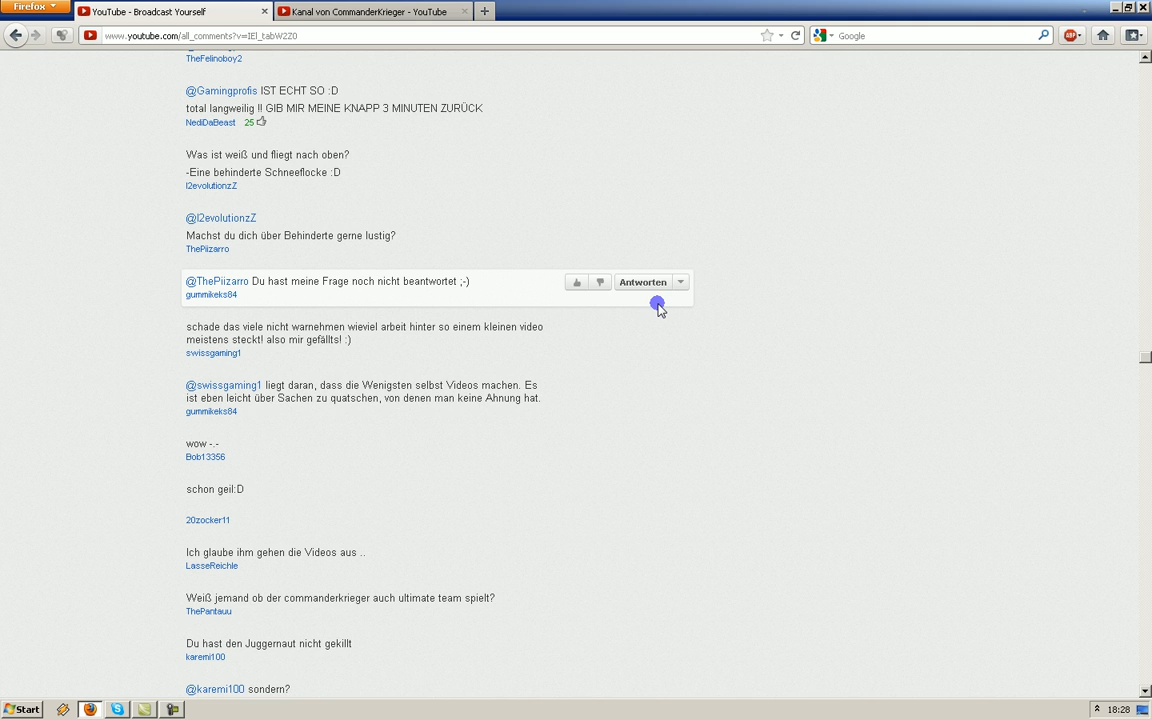 Firefox
YouTube - Broadcast Yourself
Kanal von CommanderKrieger - YouTube
www.youtube.com/all_comments?v=IEl_tabW2Z0
Google
ABP
TheFelinoboy2
@Gamingprofis IST ECHT SO :D
total langweilig !! GIB MIR MEINE KNAPP 3 MINUTEN ZURÜCK
NediDaBeast 25
Was ist weiß und fliegt nach oben?
-Eine behinderte Schneeflocke :D
I2evolutionzZ
@I2evolutionzZ
Machst du dich über Behinderte gerne lustig?
ThePiizarro
@ThePiizarro Du hast meine Frage noch nicht beantwortet ;-)
Antworten
gummikeks84
schade das viele nicht warnehmen wieviel arbeit hinter so einem kleinen video
meistens steckt! also mir gefällts! :)
swissgaming1
@swissgaming1 liegt daran, dass die Wenigsten selbst Videos machen. Es
ist eben leicht über Sachen zu quatschen, von denen man keine Ahnung hat.
gummikeks84
wow -.-
Bob13356
schon geil:D
20zocker11
Ich glaube ihm gehen die Videos aus ..
LasseReichle
Weiß jemand ob der commanderkrieger auch ultimate team spielt?
ThePantauu
Du hast den Juggernaut nicht gekillt
karemi100
@karemi100 sondern?
Start
18:28